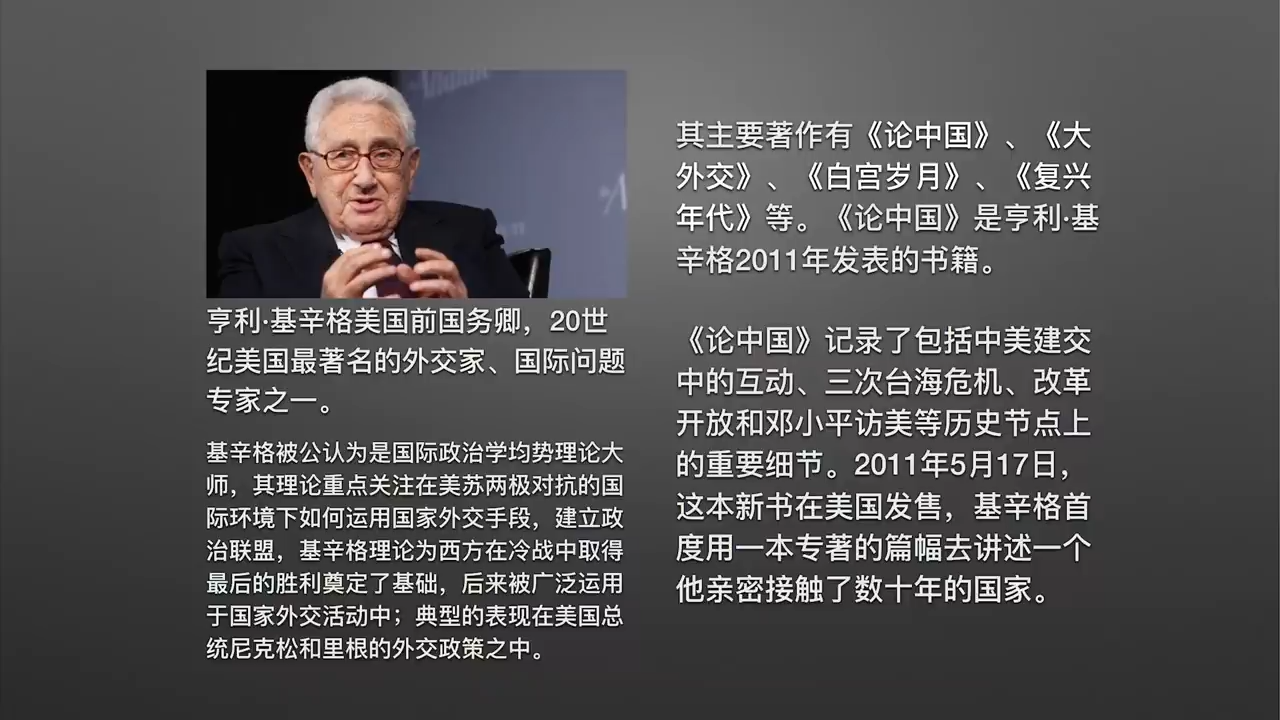 亨利·基辛格美国前国务卿，20世
纪美国最著名的外交家、国际问题
专家之一。
基辛格被公认为是国际政治学均势理论大
师，其理论重点关注在美苏两极对抗的国
际环境下如何运用国家外交手段，建立政
治联盟，基辛格理论为西方在冷战中取得
最后的胜利奠定了基础，后来被广泛运用
于国家外交活动中；典型的表现在美国总
统尼克松和里根的外交政策之中。
其主要著作有《论中国》、《大
外交》、《白宫岁月》、《复兴
年代》等。《论中国》是亨利·基
辛格2011年发表的书籍。
《论中国》记录了包括中美建交
中的互动、三次台海危机、改革
开放和邓小平访美等历史节点上
的重要细节。2011年5月17日，
这本新书在美国发售，基辛格首
度用一本专著的篇幅去讲述一个
他亲密接触了数十年的国家。